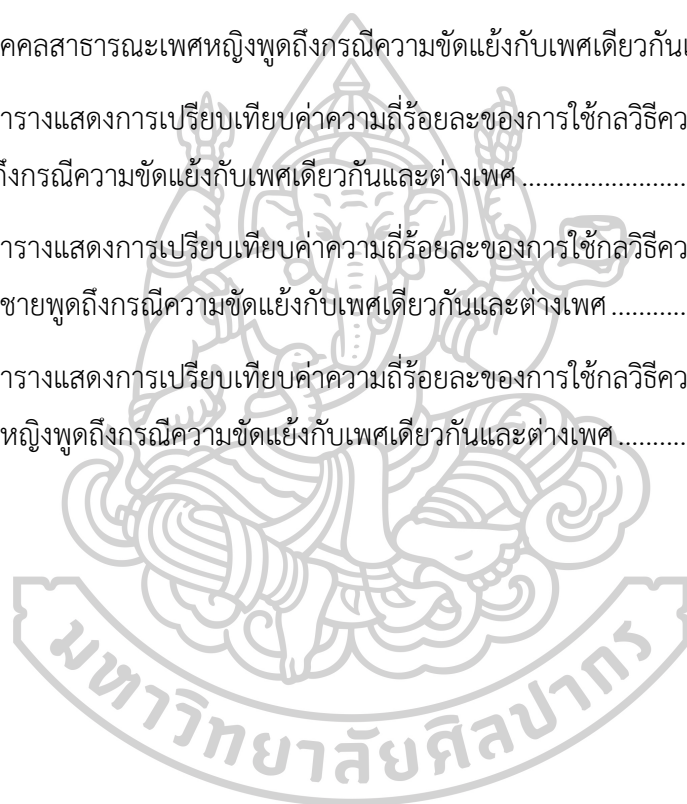 คคลสาธารณะเพศหญิงพูดถึงกรณีความขัดแย้งกับเพศเดียวกันแ
ารางแสดงการเปรียบเทียบค่าความถี่ร้อยละของการใช้กลวิธีคว
ถึงกรณีความขัดแย้งกับเพศเดียวกันและต่างเพศ ........................
ารางแสดงการเปรียบเทียบค่าความถี่ร้อยละของการใช้กลวิธีคว
ชายพูดถึงกรณีความขัดแย้งกับเพศเดียวกันและต่างเพศ ...........
ารางแสดงการเปรียบเทียบค่าความถี่ร้อยละของการใช้กลวิธีคว
หญิงพูดถึงกรณีความขัดแย้งกับเพศเดียวกันและต่างเพศ ..........
มหาวิทยาลัยศิลปากร